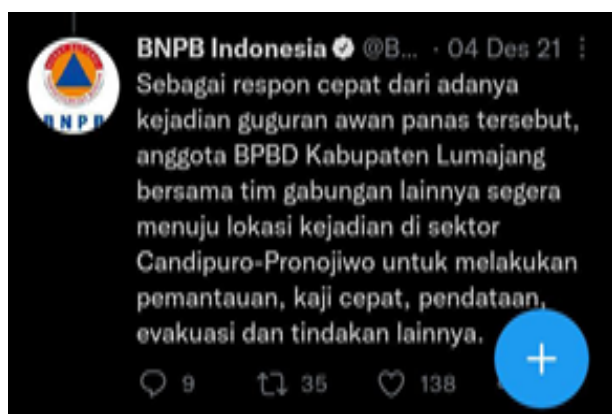 BNPB Indonesia @B... · 04 Des 21
Sebagai respon cepat dari adanya
kejadian guguran awan panas tersebut,
anggota BPBD Kabupaten Lumajang
bersama tim gabungan lainnya segera
menuju lokasi kejadian di sektor
Candipuro-Pronojiwo untuk melakukan
pemantauan, kaji cepat, pendataan,
evakuasi dan tindakan lainnya.
BNPB
9 35 138